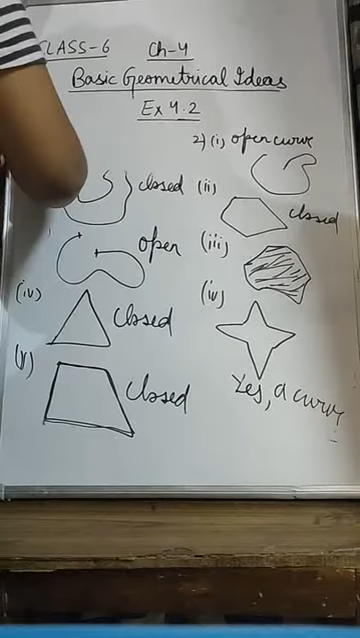 CLASS-6 Ch-4
Basic Geometrical Ideas
Ex 4.2
closed
open
(iv) Closed
(v) Closed
2) (i) open curve
(ii) closed
(iii)
(iv)
Yes, a curve